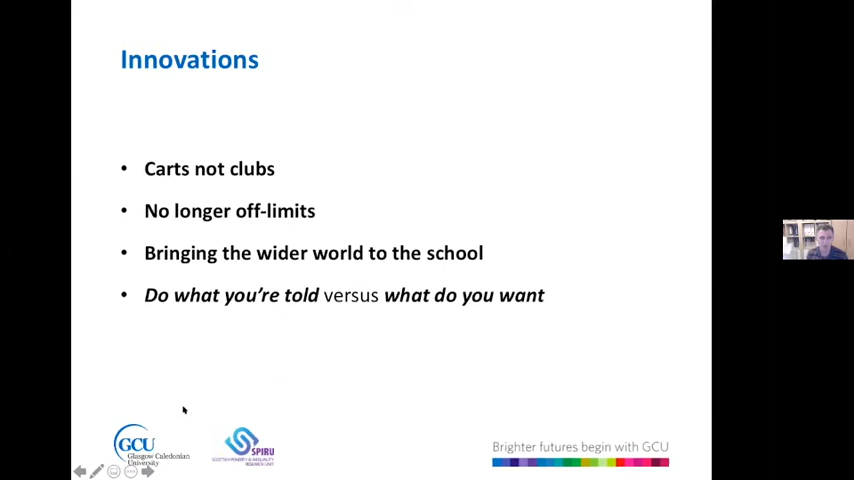 Innovations
• Carts not clubs
• No longer off-limits
• Bringing the wider world to the school
• Do what you're told versus what do you want
GCU
Glasgow Caledonian
University
SPIRU
SCOTTISH POVERTY & INEQUALITY
RESEARCH UNIT
Brighter futures begin with GCU